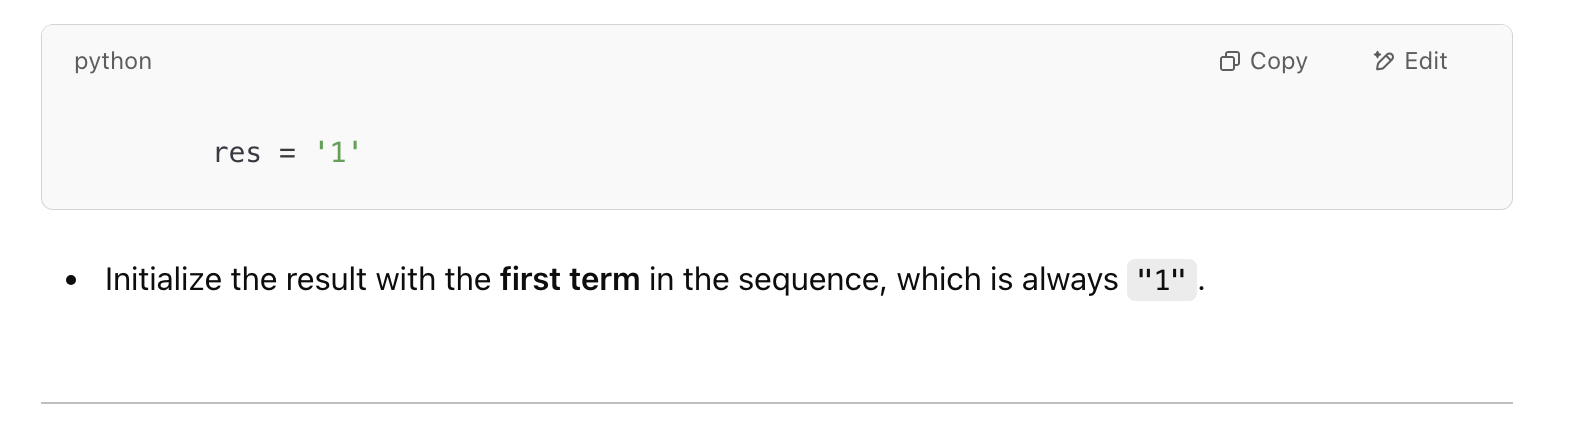 python Copy Edit
res = '1'
• Initialize the result with the first term in the sequence, which is always "1".